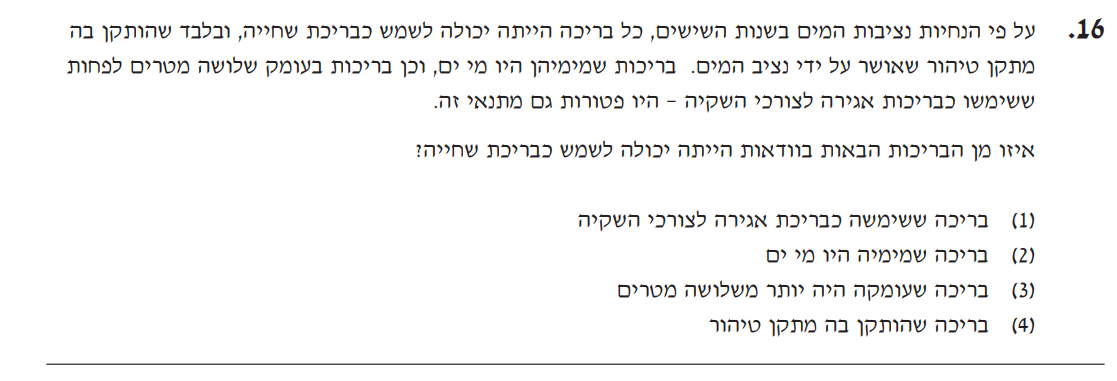 16. על פי הנחיות נציבות המים בשנות השישים, כל בריכה הייתה יכולה לשמש כבריכת שחייה, ובלבד שהותקן בה
מתקן טיהור שאושר על ידי נציב המים. בריכות שמימיהן היו מי ים, וכן בריכות בעומק שלושה מטרים לפחות
ששימשו כבריכות אגירה לצורכי השקיה – היו פטורות גם מתנאי זה.
איזו מן הבריכות הבאות בוודאות הייתה יכולה לשמש כבריכת שחייה?
(1) בריכה ששימשה כבריכת אגירה לצורכי השקיה
(2) בריכה שמימיה היו מי ים
(3) בריכה שעומקה היה יותר משלושה מטרים
(4) בריכה שהותקן בה מתקן טיהור